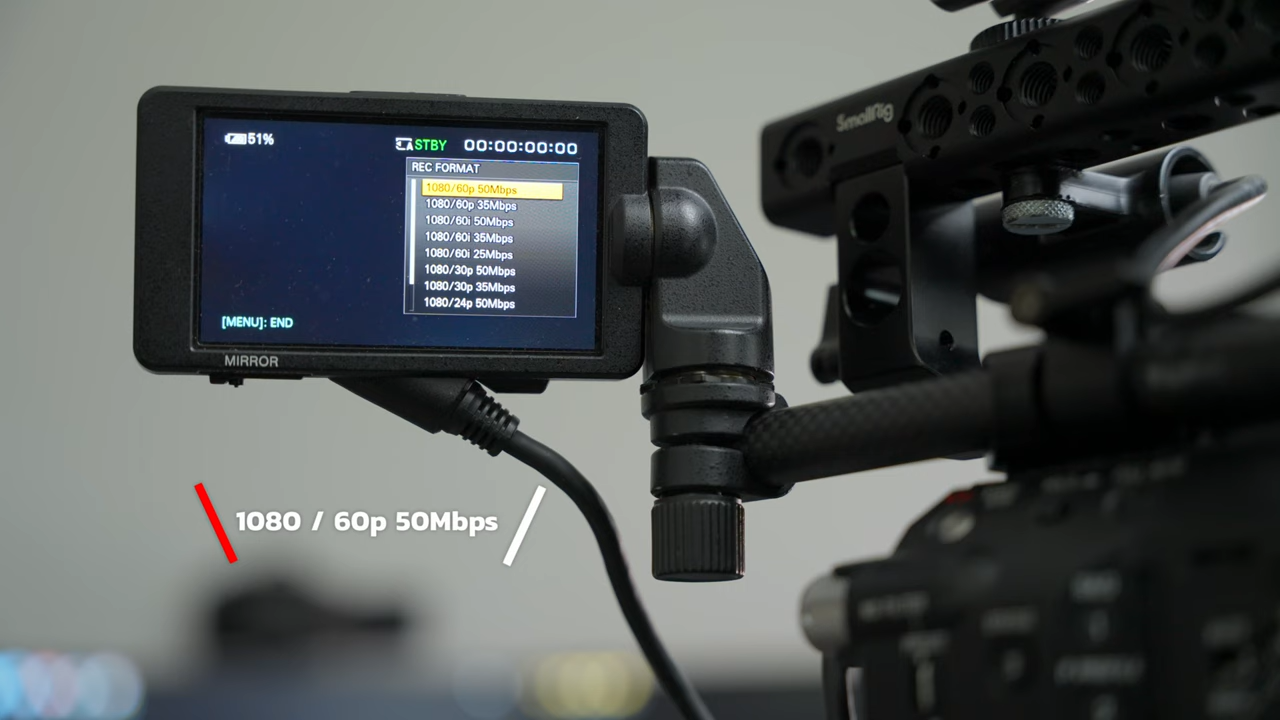 51%
STBY 00:00:00:00
REC FORMAT
1080/60p 50Mbps
1080/60p 35Mbps
1080/60i 50Mbps
1080/60i 35Mbps
1080/60i 25Mbps
1080/30p 50Mbps
1080/30p 35Mbps
1080/24p 50Mbps
[MENU]: END
MIRROR
SmallRig
1080 / 60p 50Mbps